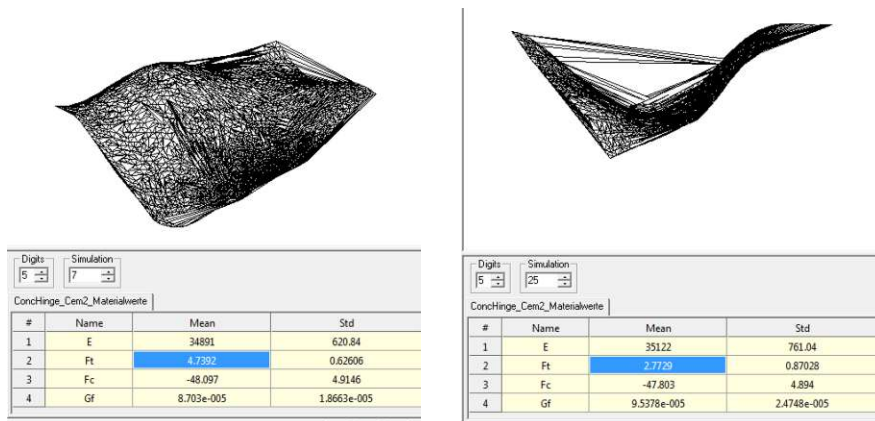 Digits Simulation
5 7
ConcHinge_Cem2_Materialwerte
# Name Mean Std
1 E 34891 620.84
2 Ft 4.7392 0.62606
3 Fc -48.097 4.9146
4 Gf 8.703e-005 1.8663e-005
Digits Simulation
5 25
ConcHinge_Cem2_Materialwerte
# Name Mean Std
1 E 35122 761.04
2 Ft 2.7729 0.87028
3 Fc -47.803 4.894
4 Gf 9.5378e-005 2.4748e-005